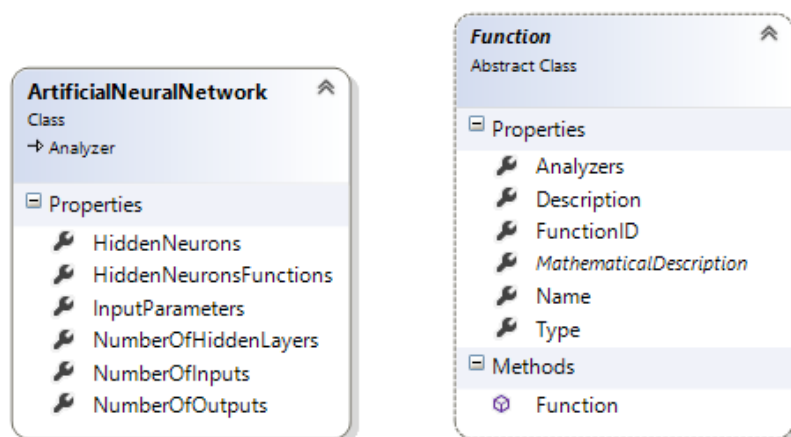 ArtificialNeuralNetwork
Class
Analyzer
Properties
HiddenNeurons
HiddenNeuronsFunctions
InputParameters
NumberOfHiddenLayers
NumberOfInputs
NumberOfOutputs
Function
Abstract Class
Properties
Analyzers
Description
FunctionID
MathematicalDescription
Name
Type
Methods
Function